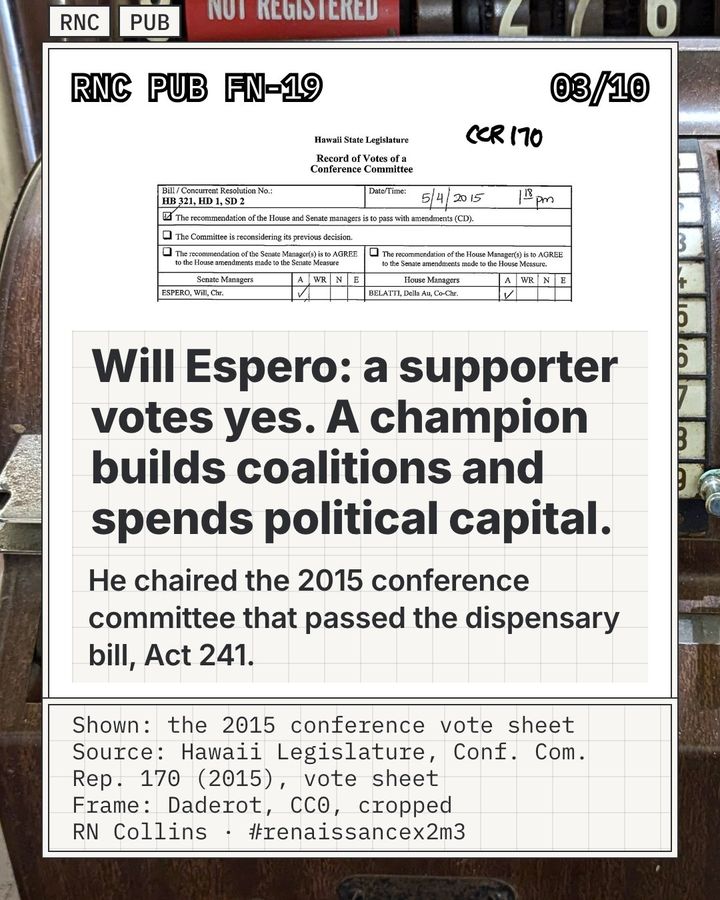 NOT REGISTERED
2 7 6
RNC PUB
RNC PUB FN-19 03/10
CCR 170
Hawaii State Legislature
Record of Votes of a
Conference Committee
Bill / Concurrent Resolution No.:
HB 321, HD 1, SD 2
Date/Time: 5/4/2015 1:18 pm
The recommendation of the House and Senate managers is to pass with amendments (CD).
The Committee is reconsidering its previous decision.
The recommendation of the Senate Manager(s) is to AGREE
to the House amendments made to the Senate Measure
The recommendation of the House Manager(s) is to AGREE
to the Senate amendments made to the House Measure.
Senate Managers A WR N E House Managers A WR N E
ESPERO, Will, Chr. BELATTI, Della Au, Co-Chr.
Will Espero: a supporter
votes yes. A champion
builds coalitions and
spends political capital.
He chaired the 2015 conference
committee that passed the dispensary
bill, Act 241.
Shown: the 2015 conference vote sheet
Source: Hawaii Legislature, Conf. Com.
Rep. 170 (2015), vote sheet
Frame: Daderot, CC0, cropped
RN Collins · #renaissancex2m3